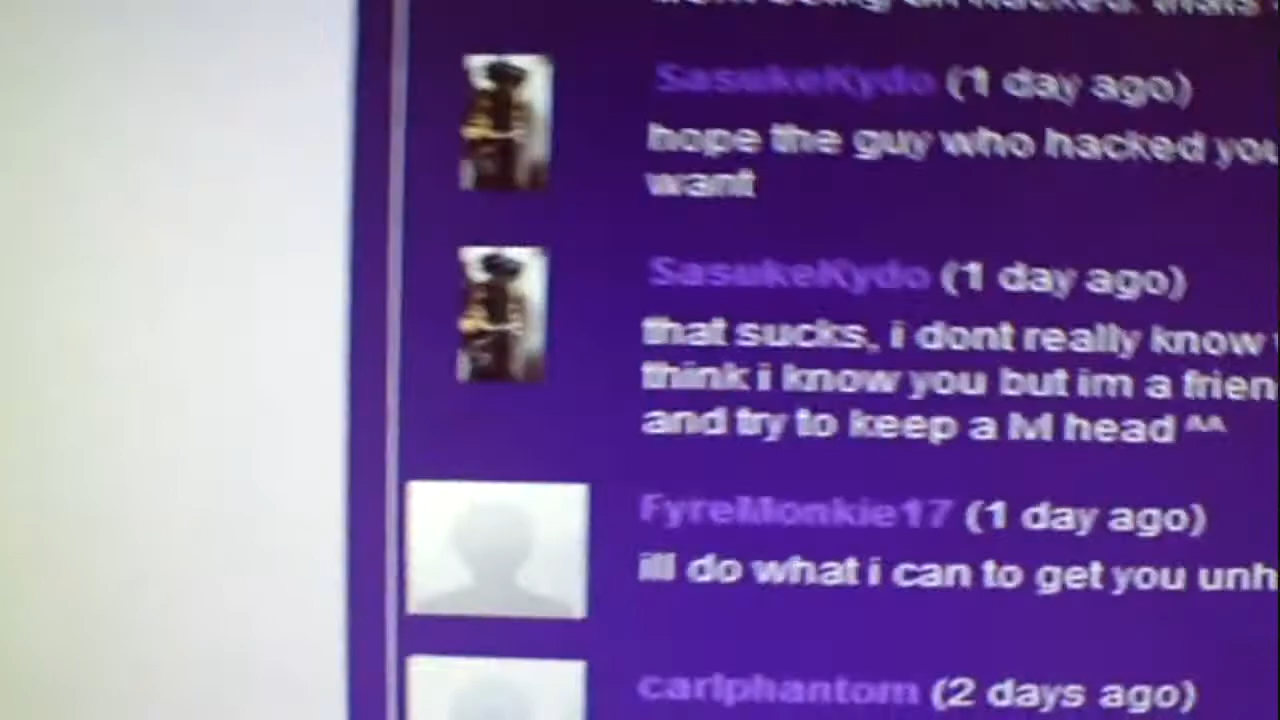 SasukeKydo (1 day ago)
hope the guy who hacked you
want
SasukeKydo (1 day ago)
that sucks, i dont really know
think i know you but im a frien
and try to keep a lvl head ^^
FyreMonkie17 (1 day ago)
ill do what i can to get you unh
carlphantom (2 days ago)